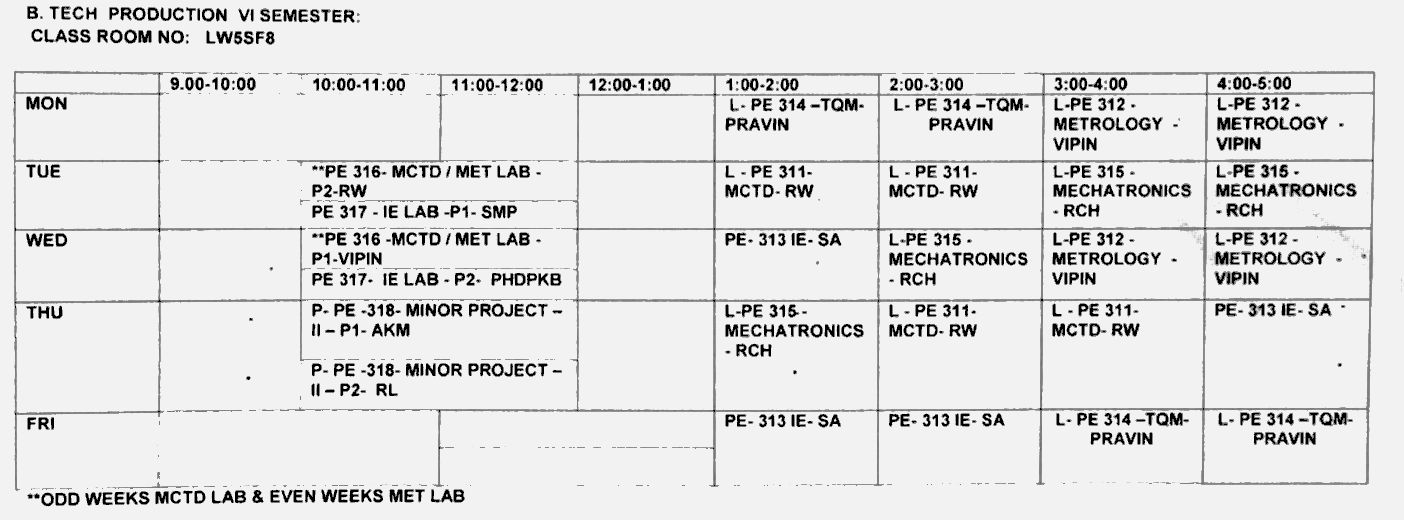 B. TECH PRODUCTION VI SEMESTER:
CLASS ROOM NO: LW5SF8
9.00-10:00 10:00-11:00 11:00-12:00 12:00-1:00 1:00-2:00 2:00-3:00 3:00-4:00 4:00-5:00
MON L- PE 314 –TQM- L- PE 314 –TQM- L-PE 312 - L-PE 312 -
PRAVIN PRAVIN METROLOGY - METROLOGY -
VIPIN VIPIN
TUE **PE 316- MCTD / MET LAB - L - PE 311- L - PE 311- L-PE 315 - L-PE 315 -
P2-RW MCTD- RW MCTD- RW MECHATRONICS MECHATRONICS
PE 317 - IE LAB -P1- SMP - RCH - RCH
WED **PE 316 -MCTD / MET LAB - PE- 313 IE- SA L-PE 315 - L-PE 312 - L-PE 312 -
P1-VIPIN MECHATRONICS METROLOGY - METROLOGY -
PE 317- IE LAB - P2- PHDPKB - RCH VIPIN VIPIN
THU P- PE -318- MINOR PROJECT – L-PE 315 - L - PE 311- L - PE 311- PE- 313 IE- SA
II – P1- AKM MECHATRONICS MCTD- RW MCTD- RW
- RCH
P- PE -318- MINOR PROJECT –
II – P2- RL
FRI PE- 313 IE- SA PE- 313 IE- SA L- PE 314 –TQM- L- PE 314 –TQM-
PRAVIN PRAVIN
**ODD WEEKS MCTD LAB & EVEN WEEKS MET LAB